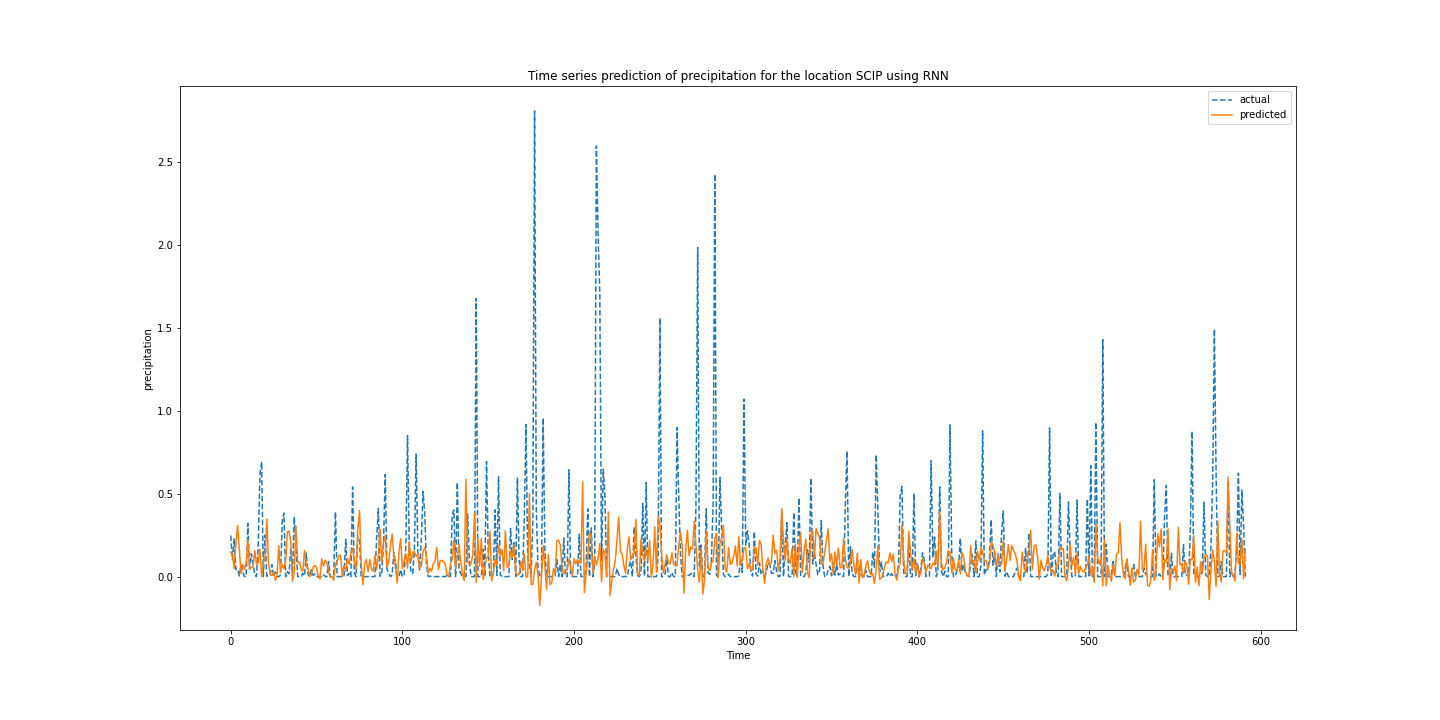 Time series prediction of precipitation for the location SCIP using RNN
actual
predicted
2.5
2.0
1.5
1.0
0.5
0.0
precipitation
0 100 200 300 400 500 600
Time